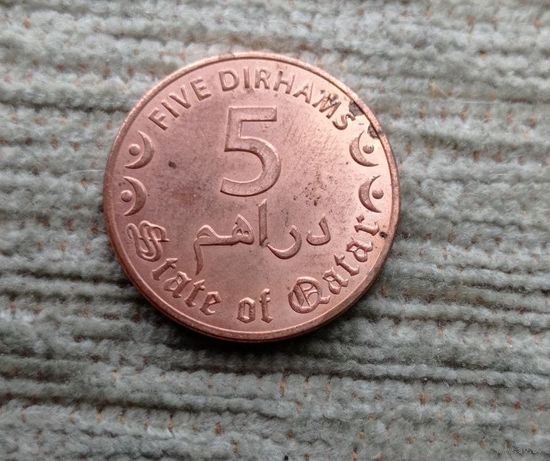 FIVE DIRHAMS
5
دراهم
State of Qatar